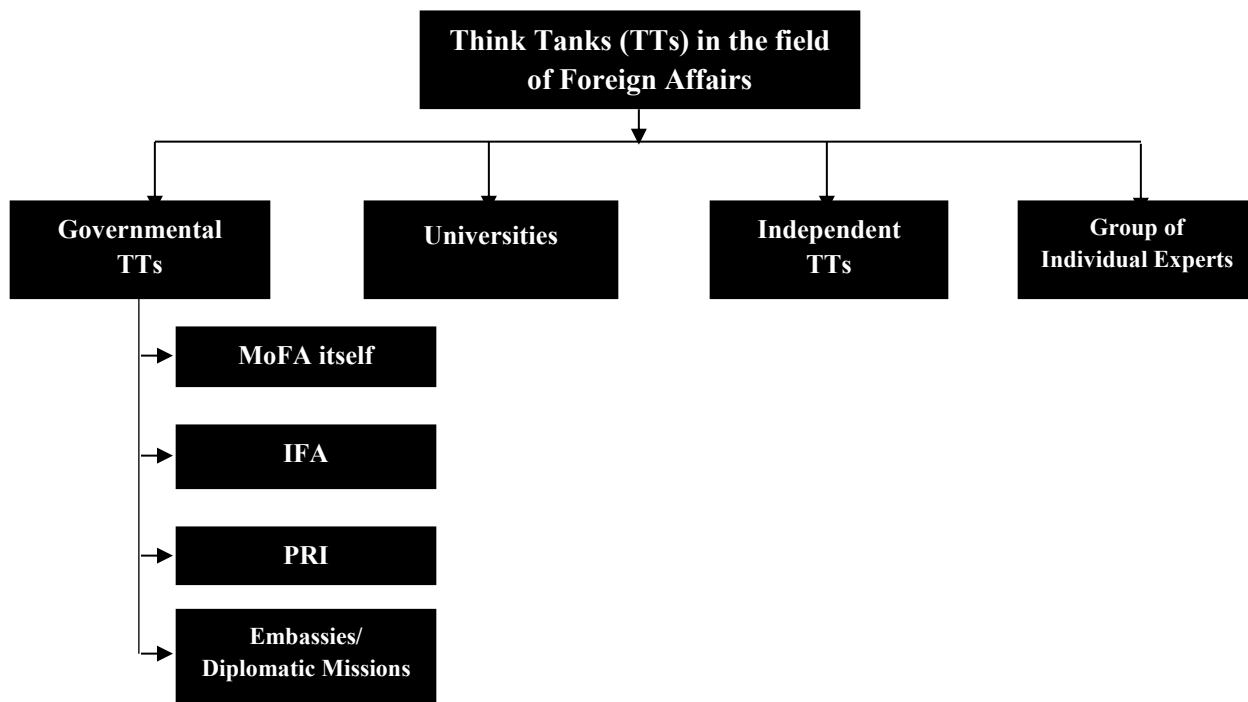 Think Tanks (TTs) in the field
of Foreign Affairs
Governmental
TTs
Universities
Independent
TTs
Group of
Individual Experts
MoFA itself
IFA
PRI
Embassies/
Diplomatic Missions